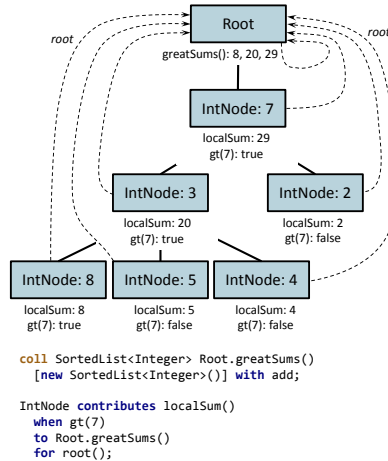 Root
root
root
greatSums(): 8, 20, 29
IntNode: 7
localSum: 29
gt(7): true
IntNode: 3
IntNode: 2
localSum: 20
gt(7): true
localSum: 2
gt(7): false
IntNode: 8
IntNode: 5
IntNode: 4
localSum: 8
gt(7): true
localSum: 5
gt(7): false
localSum: 4
gt(7): false
coll SortedList<Integer> Root.greatSums()
[new SortedList<Integer>()] with add;
IntNode contributes localSum()
when gt(7)
to Root.greatSums()
for root();